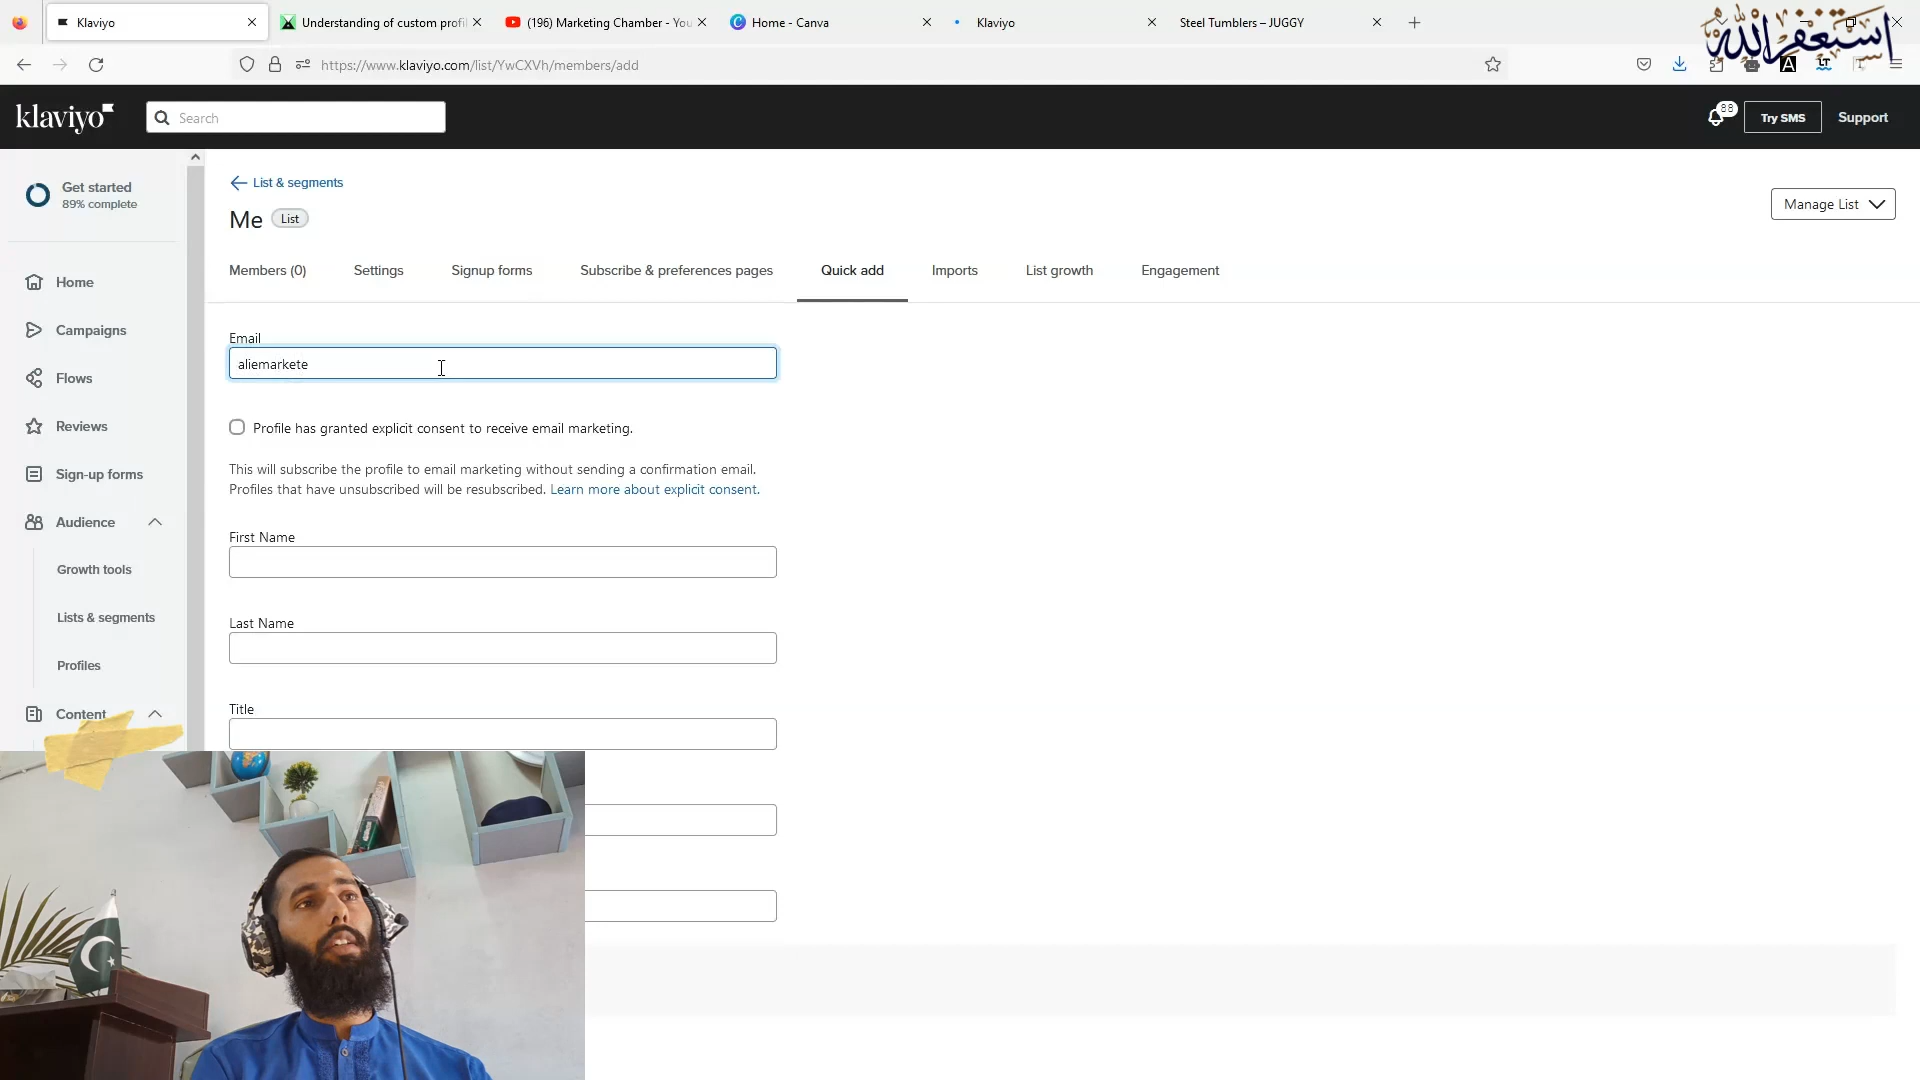 Klaviyo
Understanding of custom profi
(196) Marketing Chamber - You
Home - Canva
Klaviyo
Steel Tumblers – JUGGY
استغفر الله
https://www.klaviyo.com/list/YwCXVh/members/add
A
LT
klaviyo
Search
88
Try SMS
Support
Get started
89% complete
Home
Campaigns
Flows
Reviews
Sign-up forms
Audience
Growth tools
Lists & segments
Profiles
Content
List & segments
Me
List
Manage List
Members (0)
Settings
Signup forms
Subscribe & preferences pages
Quick add
Imports
List growth
Engagement
Email
aliemarkete
Profile has granted explicit consent to receive email marketing.
This will subscribe the profile to email marketing without sending a confirmation email.
Profiles that have unsubscribed will be resubscribed. Learn more about explicit consent.
First Name
Last Name
Title